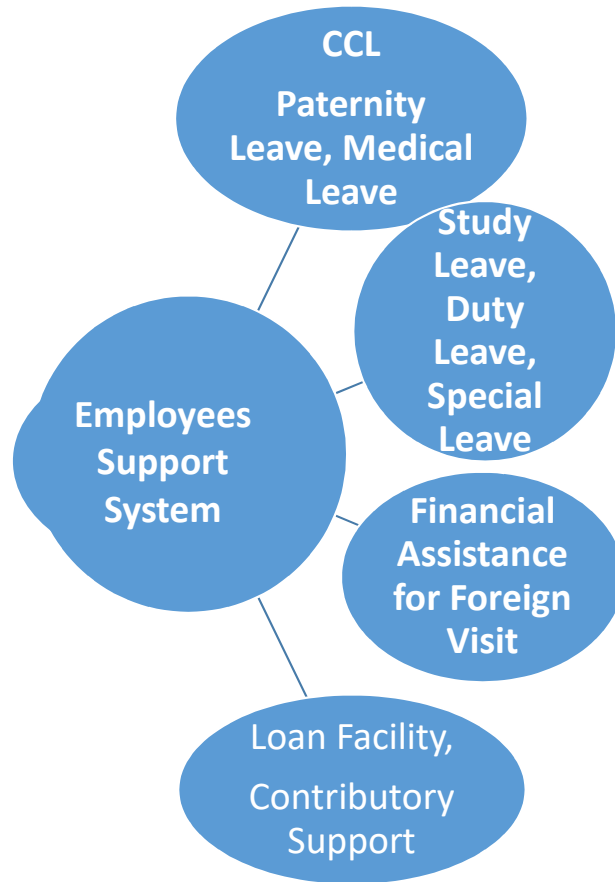 CCL
Paternity
Leave, Medical
Leave
Study
Leave,
Duty
Leave,
Special
Leave
Employees
Support
System
Financial
Assistance
for Foreign
Visit
Loan Facility,
Contributory
Support